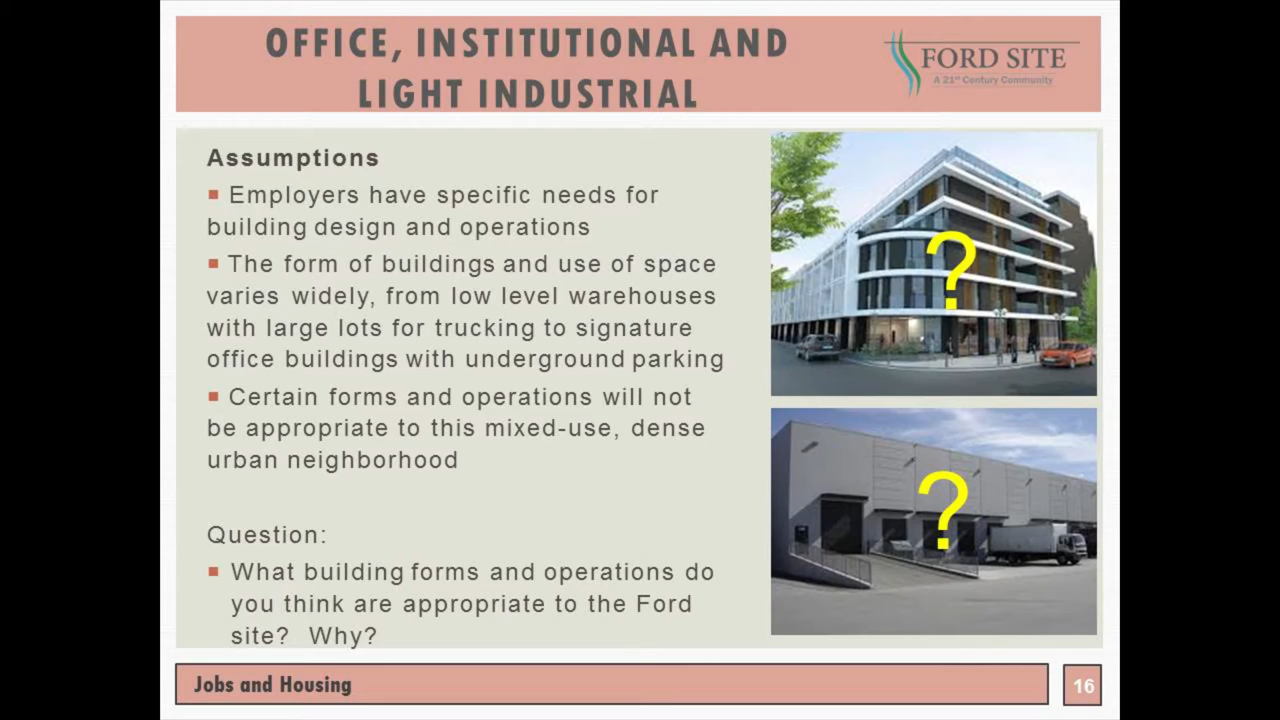 OFFICE, INSTITUTIONAL AND
LIGHT INDUSTRIAL
FORD SITE
A 21st Century Community
Assumptions
▪ Employers have specific needs for
building design and operations
▪ The form of buildings and use of space
varies widely, from low level warehouses
with large lots for trucking to signature
office buildings with underground parking
▪ Certain forms and operations will not
be appropriate to this mixed-use, dense
urban neighborhood
?
?
Question:
▪ What building forms and operations do
you think are appropriate to the Ford
site? Why?
Jobs and Housing
16